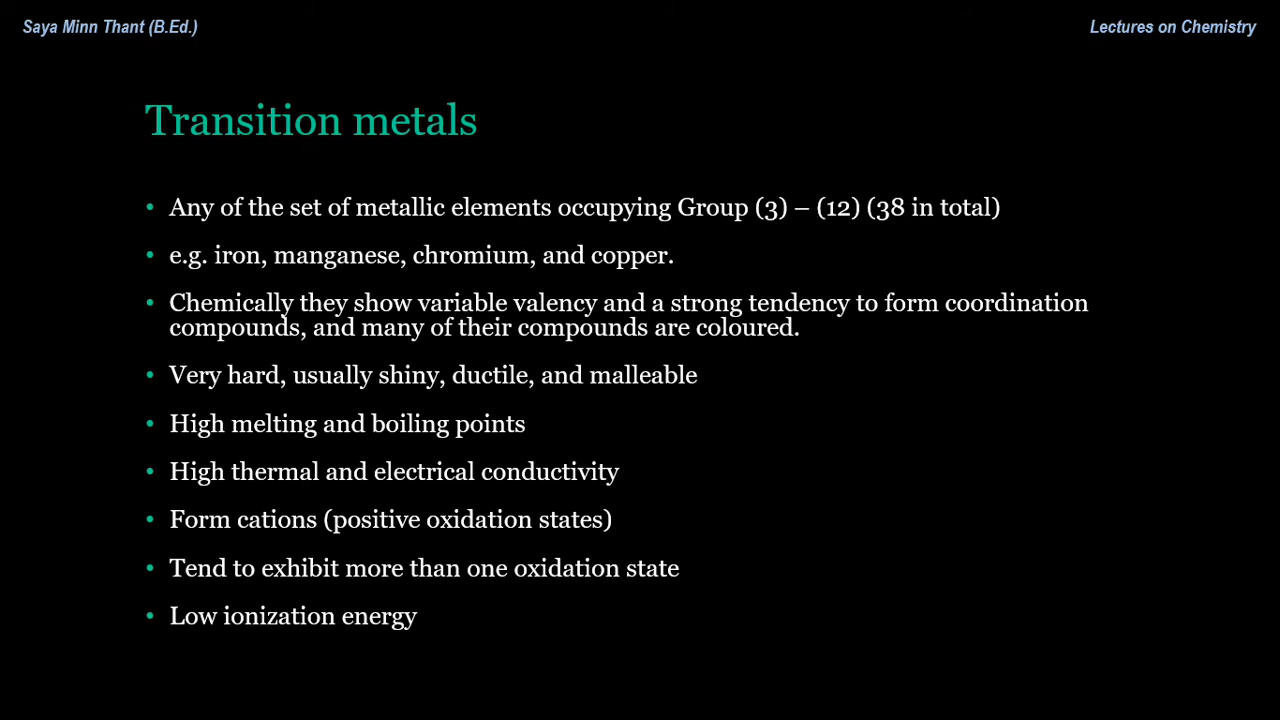 Saya Minn Thant (B.Ed.)
Lectures on Chemistry
Transition metals
• Any of the set of metallic elements occupying Group (3) – (12) (38 in total)
• e.g. iron, manganese, chromium, and copper.
• Chemically they show variable valency and a strong tendency to form coordination
compounds, and many of their compounds are coloured.
• Very hard, usually shiny, ductile, and malleable
• High melting and boiling points
• High thermal and electrical conductivity
• Form cations (positive oxidation states)
• Tend to exhibit more than one oxidation state
• Low ionization energy